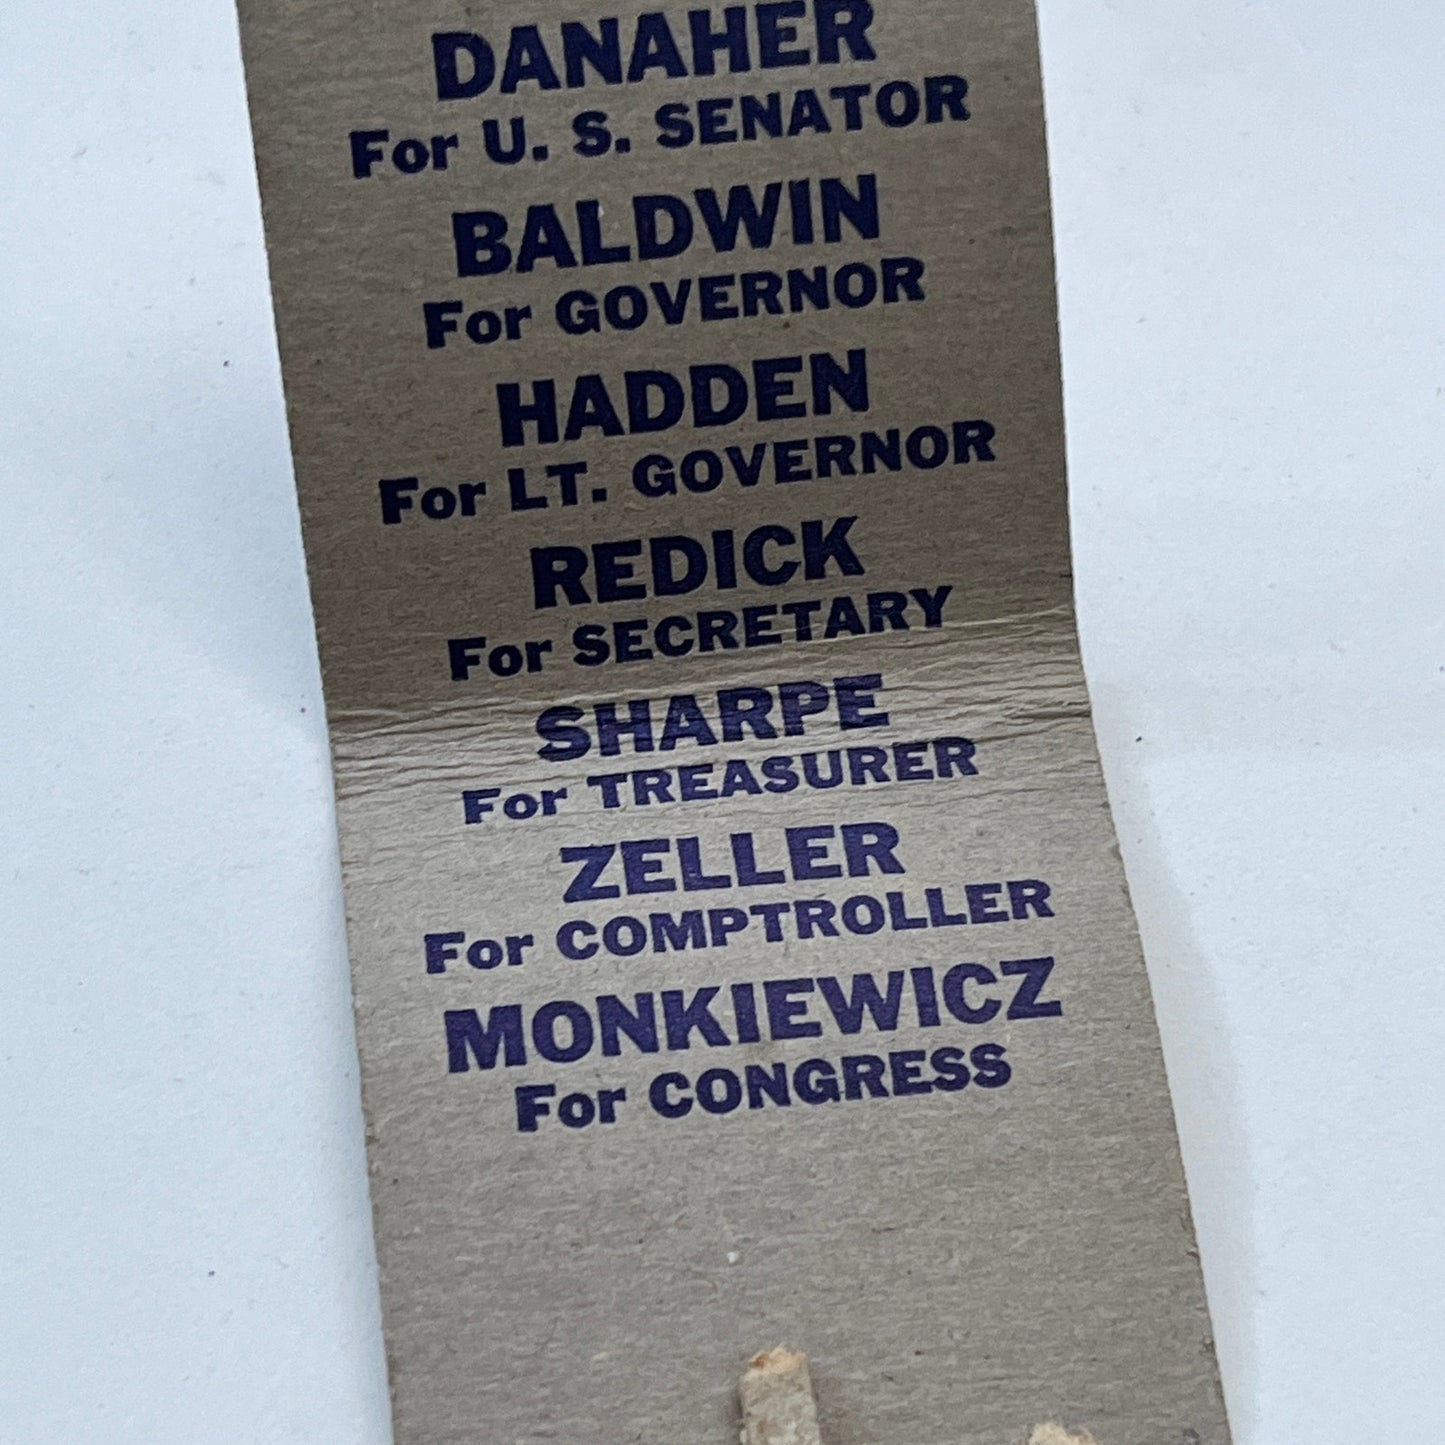 DANAHER
For U. S. SENATOR
BALDWIN
For GOVERNOR
HADDEN
For LT. GOVERNOR
REDICK
For SECRETARY
SHARPE
For TREASURER
ZELLER
For COMPTROLLER
MONKIEWICZ
For CONGRESS